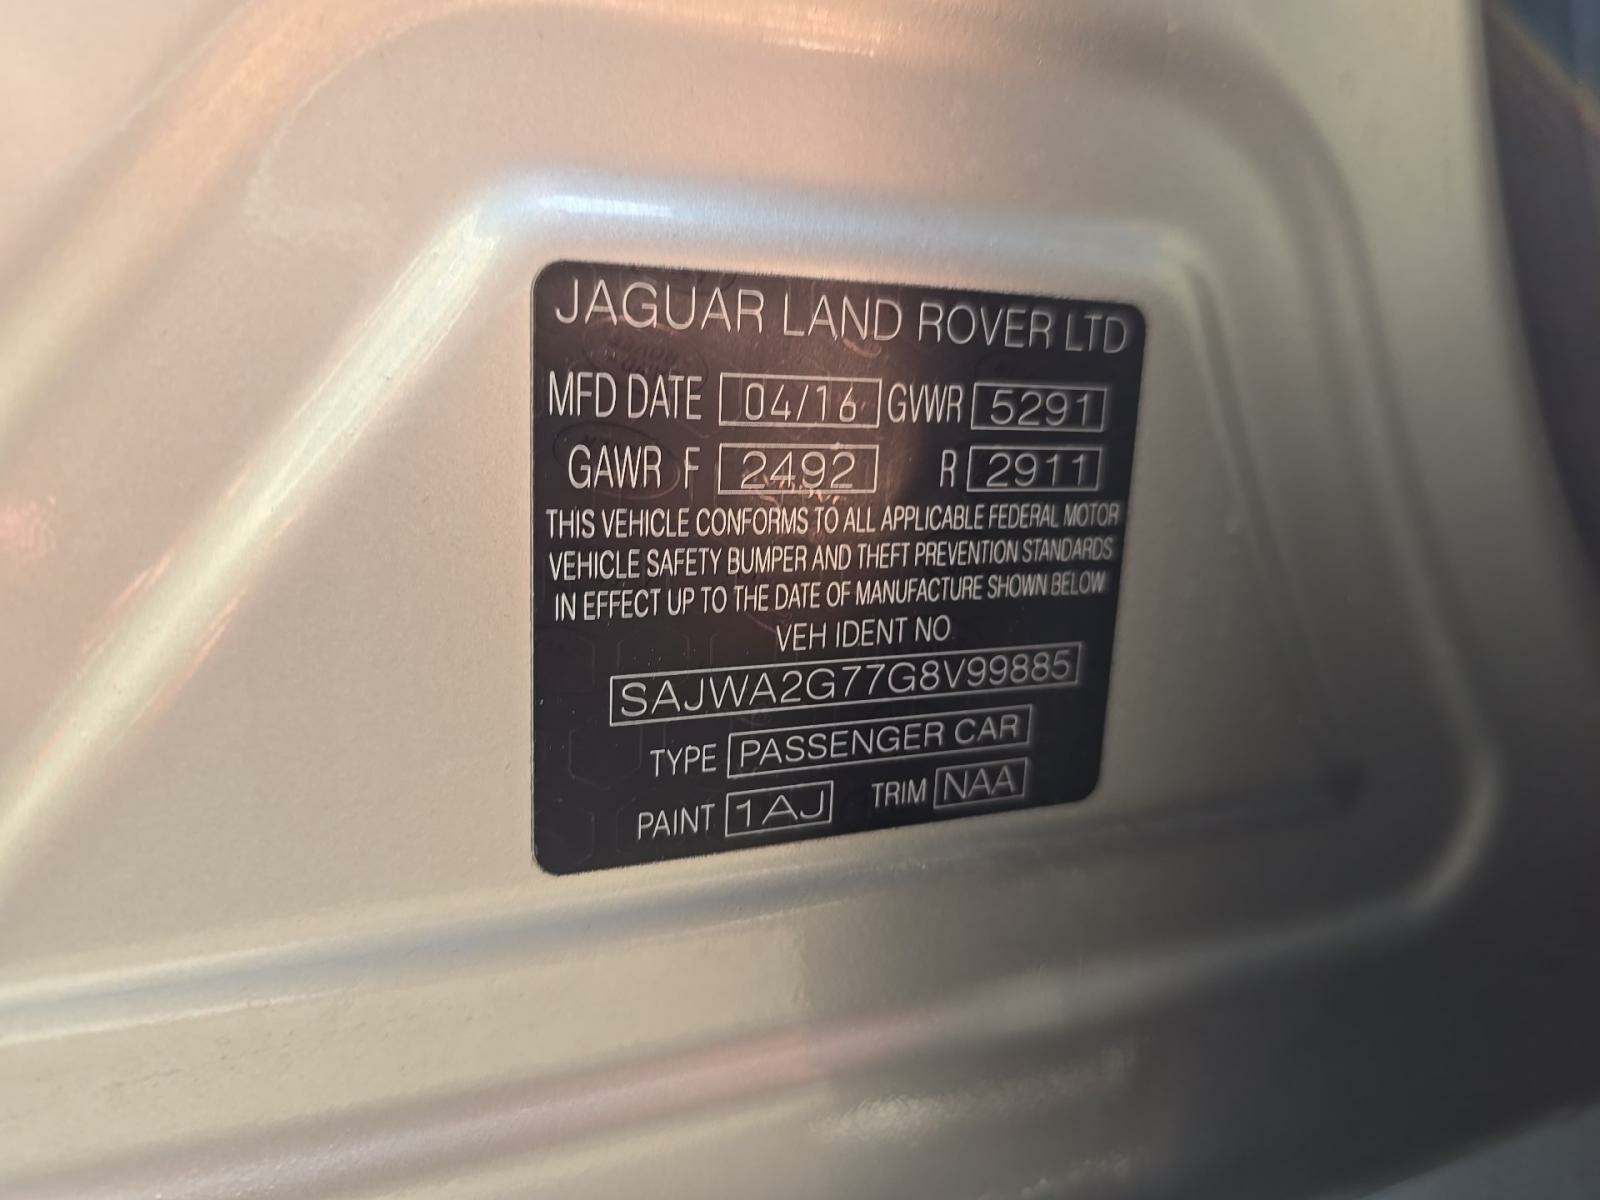 JAGUAR LAND ROVER LTD
MFD DATE 04/16 GVWR 5291
GAWR F 2492 R 2911
THIS VEHICLE CONFORMS TO ALL APPLICABLE FEDERAL MOTOR
VEHICLE SAFETY BUMPER AND THEFT PREVENTION STANDARDS
IN EFFECT UP TO THE DATE OF MANUFACTURE SHOWN BELOW
VEH IDENT NO
SAJWA2G77G8V99885
TYPE PASSENGER CAR
PAINT 1AJ TRIM NAA